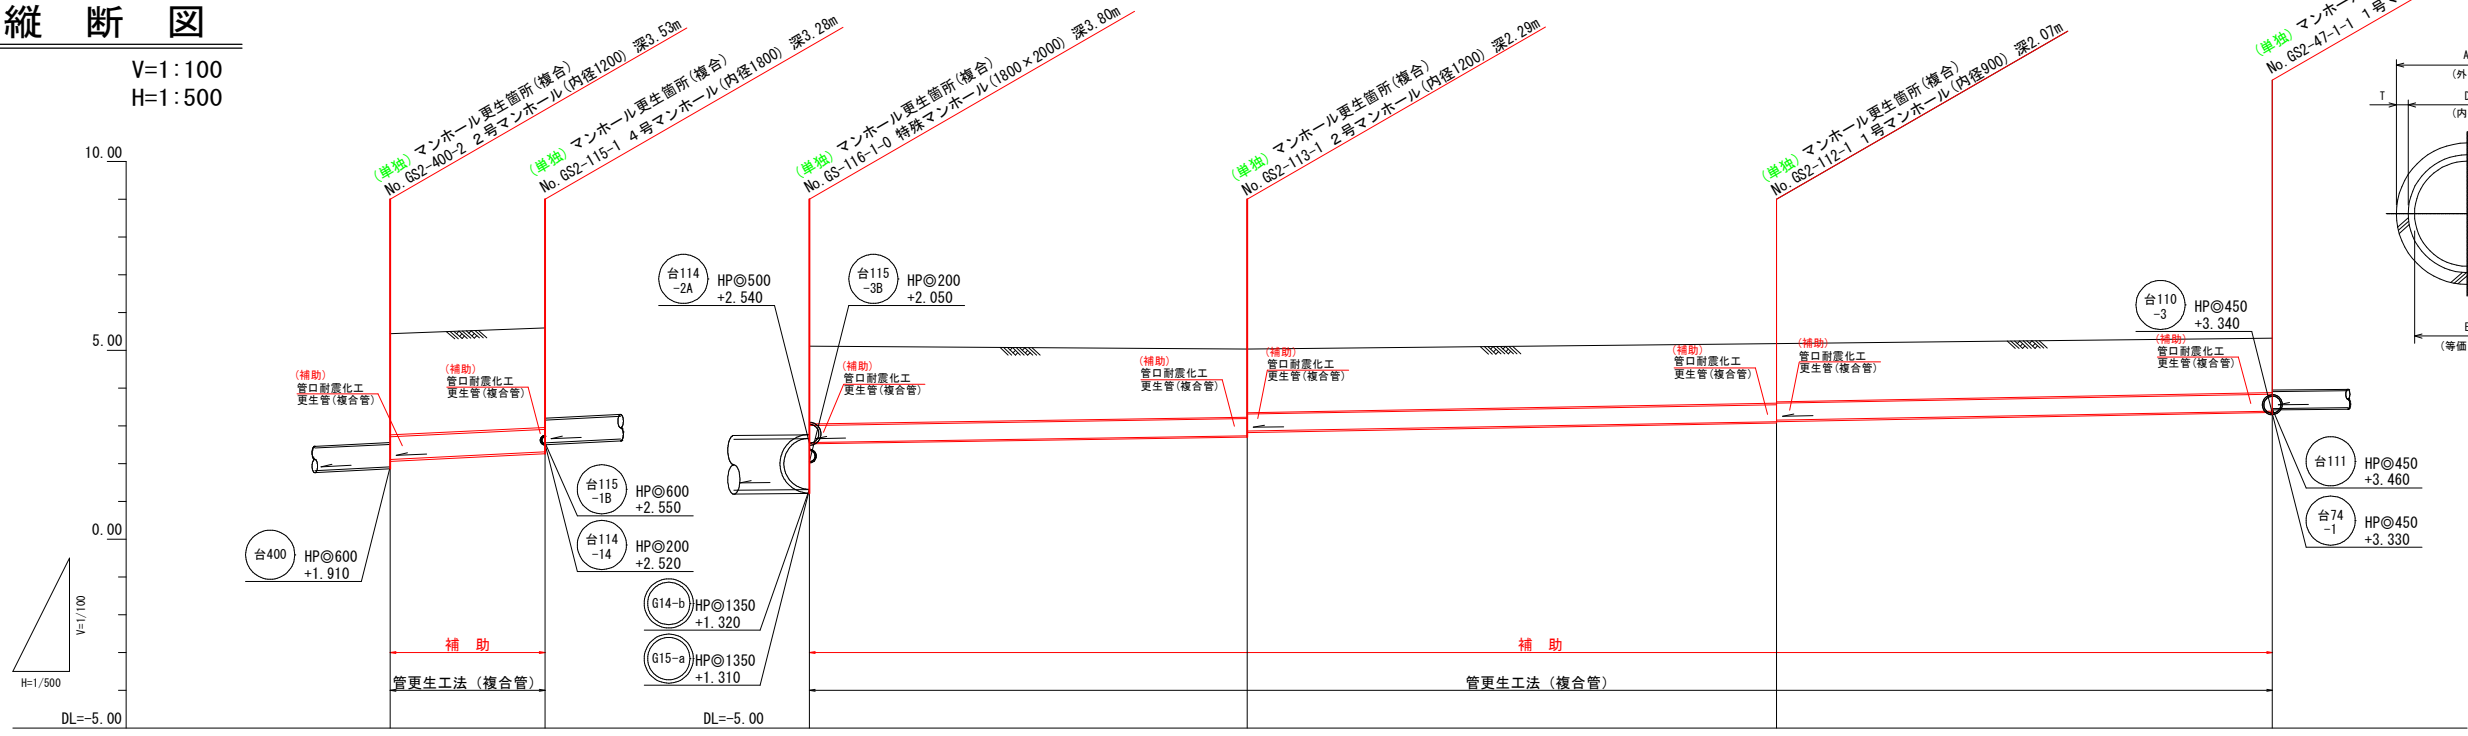 縦断図
V=1:100
H=1:500
(単独) マンホール更生箇所(複合)
No.GS2-400-2 2号マンホール(内径1200) 深3.53m
(単独) マンホール更生箇所(複合)
No.GS2-115-1 4号マンホール(内径1800) 深3.28m
(単独) マンホール更生箇所(複合)
No.GS-116-1-0 特殊マンホール(1800×2000) 深3.80m
(単独) マンホール更生箇所(複合)
No.GS2-113-1 2号マンホール(内径1200) 深2.29m
(単独) マンホール更生箇所(複合)
No.GS2-112-1 1号マンホール(内径900) 深2.07m
(単独) マンホール
No.GS2-47-1-1 1号マ
A
(外
T
D
(内
B
(等価
10.00
5.00
0.00
DL=-5.00
DL=-5.00
V=1/100
H=1/500
(補助)
管口耐震化工
更生管(複合管)
(補助)
管口耐震化工
更生管(複合管)
(補助)
管口耐震化工
更生管(複合管)
(補助)
管口耐震化工
更生管(複合管)
(補助)
管口耐震化工
更生管(複合管)
(補助)
管口耐震化工
更生管(複合管)
(補助)
管口耐震化工
更生管(複合管)
(補助)
管口耐震化工
更生管(複合管)
台400 HP◎600
+1.910
台115
-1B
HP◎600
+2.550
台114
-14
HP◎200
+2.520
台114
-2A
HP◎500
+2.540
台115
-3B
HP◎200
+2.050
G14-b HP◎1350
+1.320
G15-a HP◎1350
+1.310
台110
-3
HP◎450
+3.340
台111 HP◎450
+3.460
台74
-1
HP◎450
+3.330
補助
管更生工法(複合管)
補助
管更生工法(複合管)